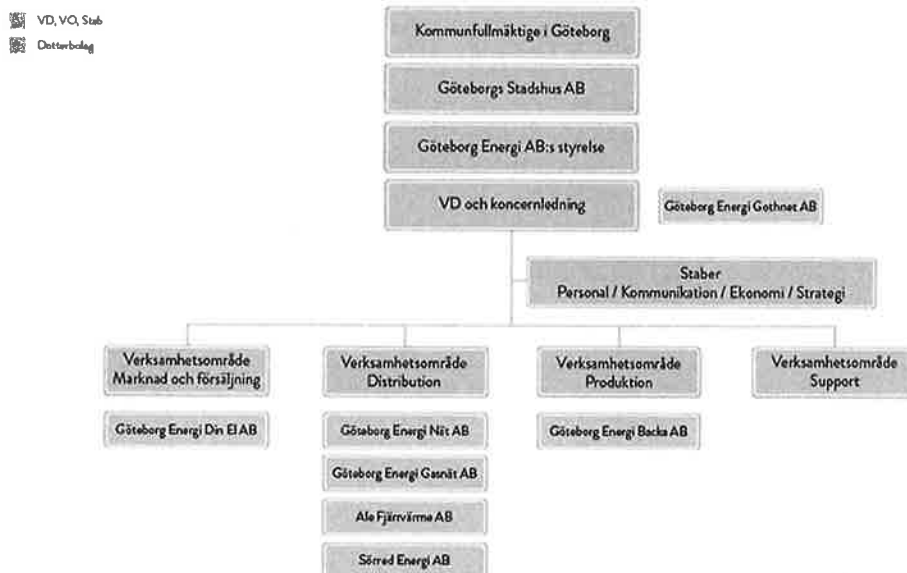 VD, VO, Stab
Dotterbolag
Kommunfullmäktige i Göteborg
Göteborgs Stadshus AB
Göteborg Energi AB:s styrelse
VD och koncernledning
Göteborg Energi Gothnet AB
Staber
Personal / Kommunikation / Ekonomi / Strategi
Verksamhetsområde
Marknad och försäljning
Verksamhetsområde
Distribution
Verksamhetsområde
Produktion
Verksamhetsområde
Support
Göteborg Energi Din El AB
Göteborg Energi Nät AB
Göteborg Energi Backa AB
Göteborg Energi Gasnät AB
Ale Fjärrvärme AB
Sörred Energi AB